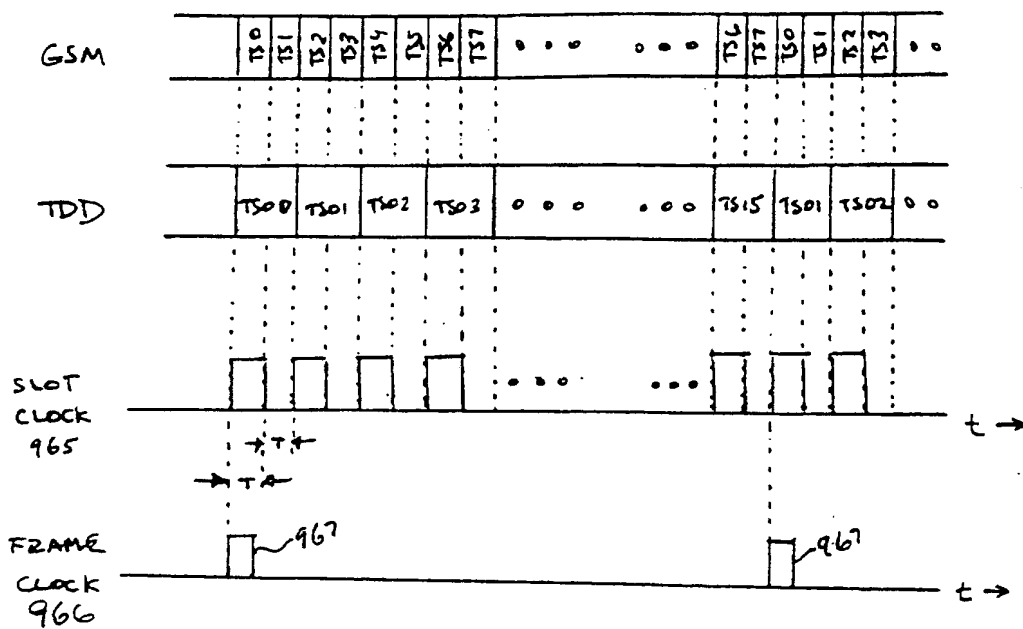 GSM TS0 TS1 TS2 TS3 TS4 TS5 TS6 TS7 • • • • • • TS6 TS7 TS0 TS1 TS2 TS3 • •
TDD TS00 TS01 TS02 TS03 • • • • • • TS15 TS01 TS02 • •
SLOT
CLOCK
965
• • • • • •
t →
→ T ←
→ T ←
FRAME
CLOCK
966
967
967
t →